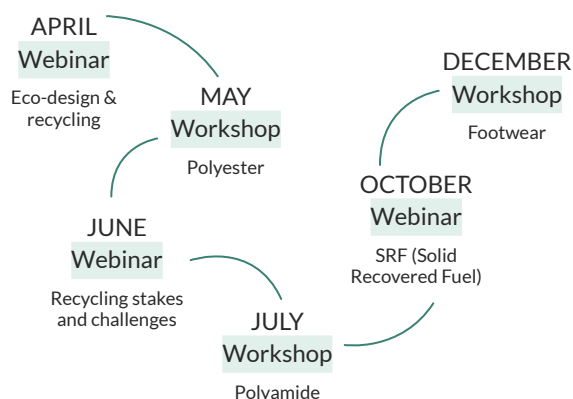 APRIL
Webinar
Eco-design &
recycling
MAY
Workshop
Polyester
JUNE
Webinar
Recycling stakes
and challenges
JULY
Workshop
Polyamide
OCTOBER
Webinar
SRF (Solid
Recovered Fuel)
DECEMBER
Workshop
Footwear